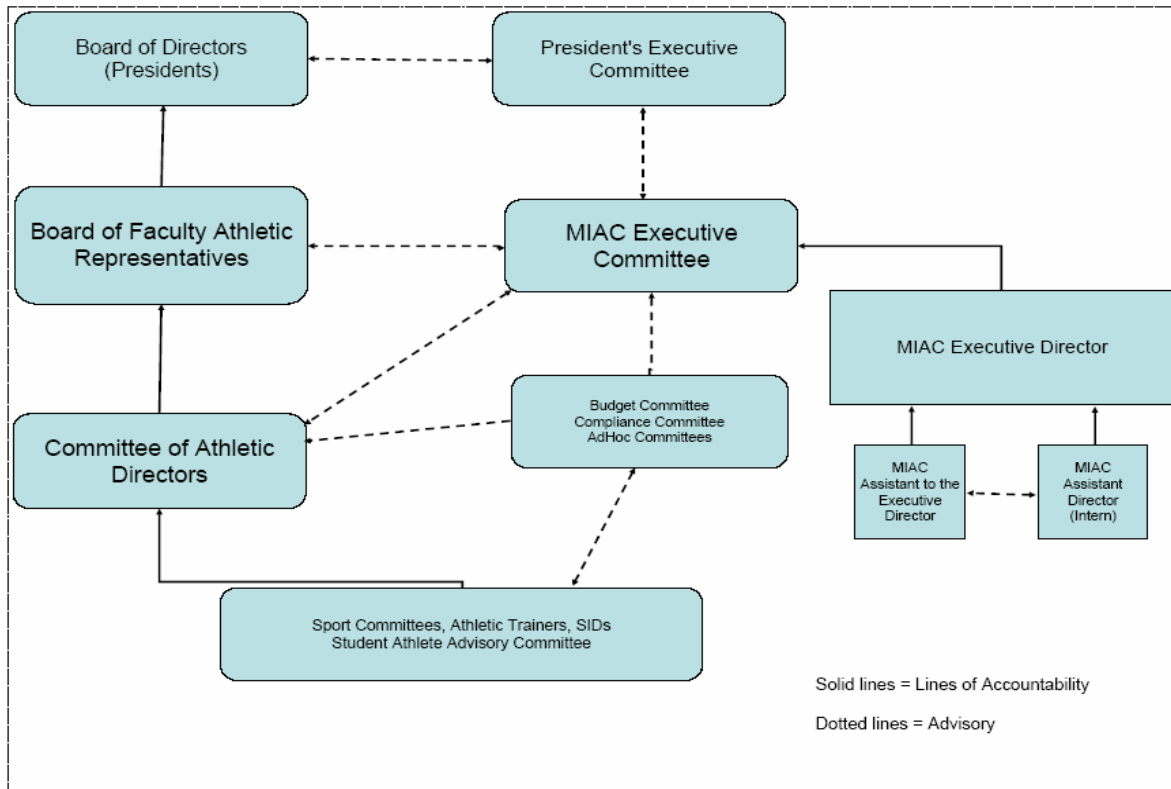 Board of Directors
(Presidents)
President's Executive
Committee
Board of Faculty Athletic
Representatives
MIAC Executive
Committee
MIAC Executive Director
Budget Committee
Compliance Committee
AdHoc Committees
Committee of Athletic
Directors
MIAC
Assistant to the
Executive
Director
MIAC
Assistant
Director
(Intern)
Sport Committees, Athletic Trainers, SIDs
Student Athlete Advisory Committee
Solid lines = Lines of Accountability
Dotted lines = Advisory